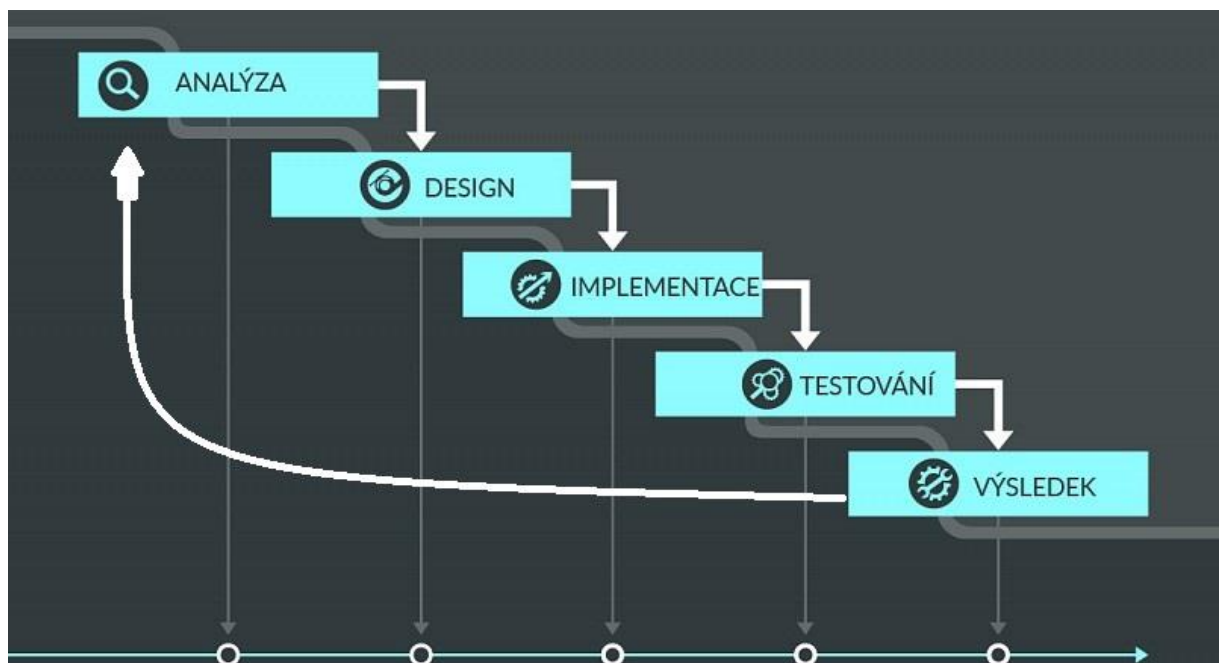 ANALÝZA
DESIGN
IMPLEMENTACE
TESTOVÁNÍ
VÝSLEDEK